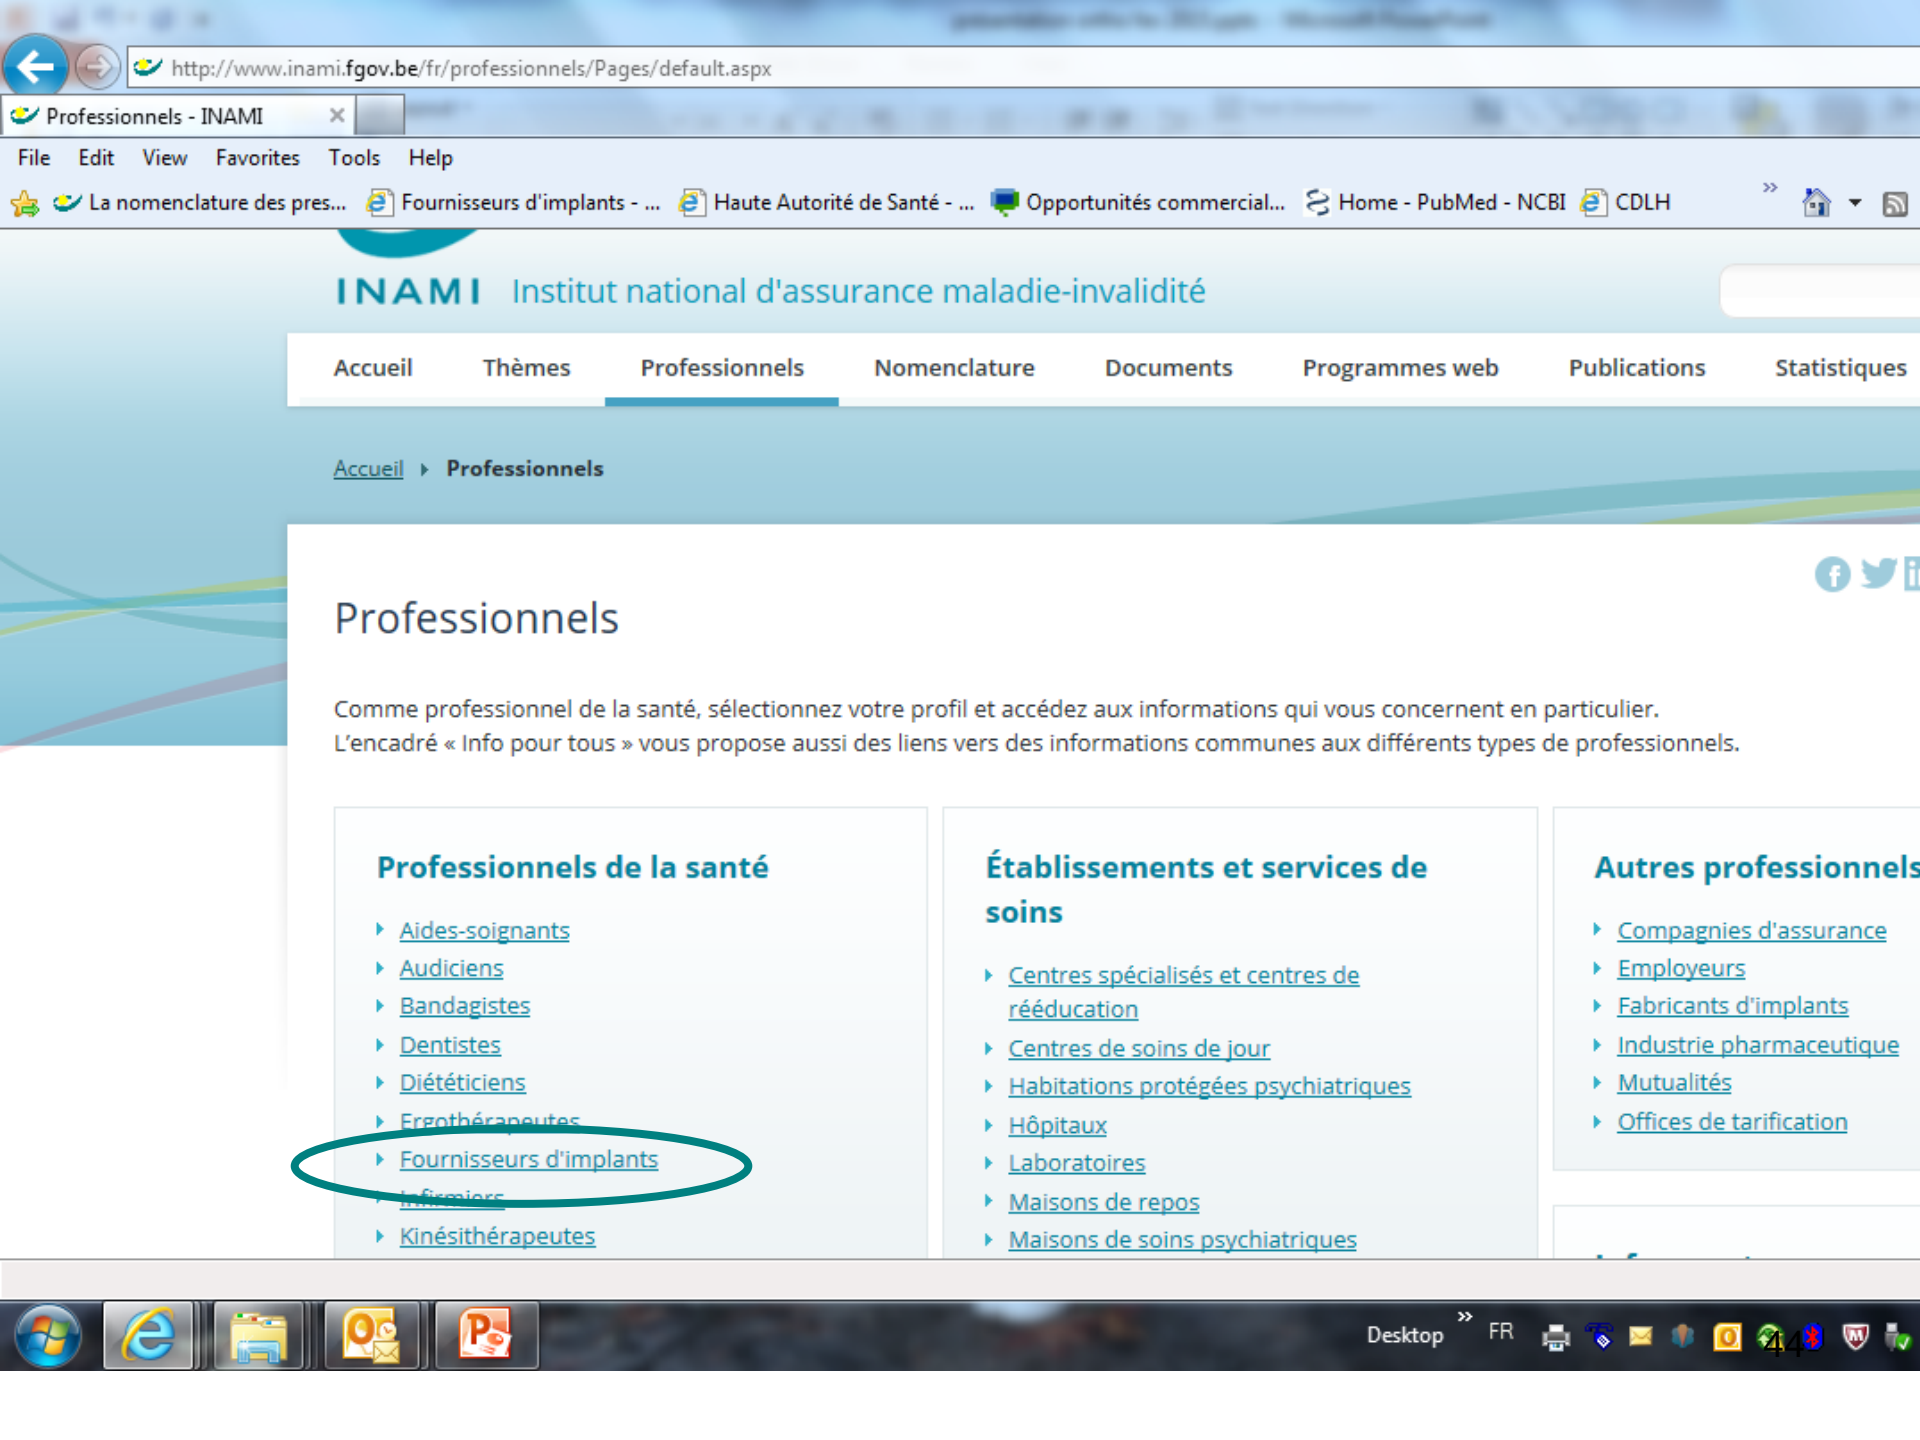 http://www.inami.fgov.be/fr/professionnels/Pages/default.aspx
Professionnels - INAMI
File Edit View Favorites Tools Help
La nomenclature des pres... Fournisseurs d'implants - ... Haute Autorité de Santé - ... Opportunités commercial... Home - PubMed - NCBI CDLH
INAMI Institut national d'assurance maladie-invalidité
Accueil Thèmes Professionnels Nomenclature Documents Programmes web Publications Statistiques
Accueil Professionnels
Professionnels
Comme professionnel de la santé, sélectionnez votre profil et accédez aux informations qui vous concernent en particulier.
L'encadré « Info pour tous » vous propose aussi des liens vers des informations communes aux différents types de professionnels.
Professionnels de la santé
Aides-soignants
Audiciens
Bandagistes
Dentistes
Diététiciens
Ergothérapeutes
Fournisseurs d'implants
Infirmiers
Kinésithérapeutes
Établissements et services de
soins
Centres spécialisés et centres de
rééducation
Centres de soins de jour
Habitations protégées psychiatriques
Hôpitaux
Laboratoires
Maisons de repos
Maisons de soins psychiatriques
Autres professionnels
Compagnies d'assurance
Employeurs
Fabricants d'implants
Industrie pharmaceutique
Mutualités
Offices de tarification
Desktop FR
44